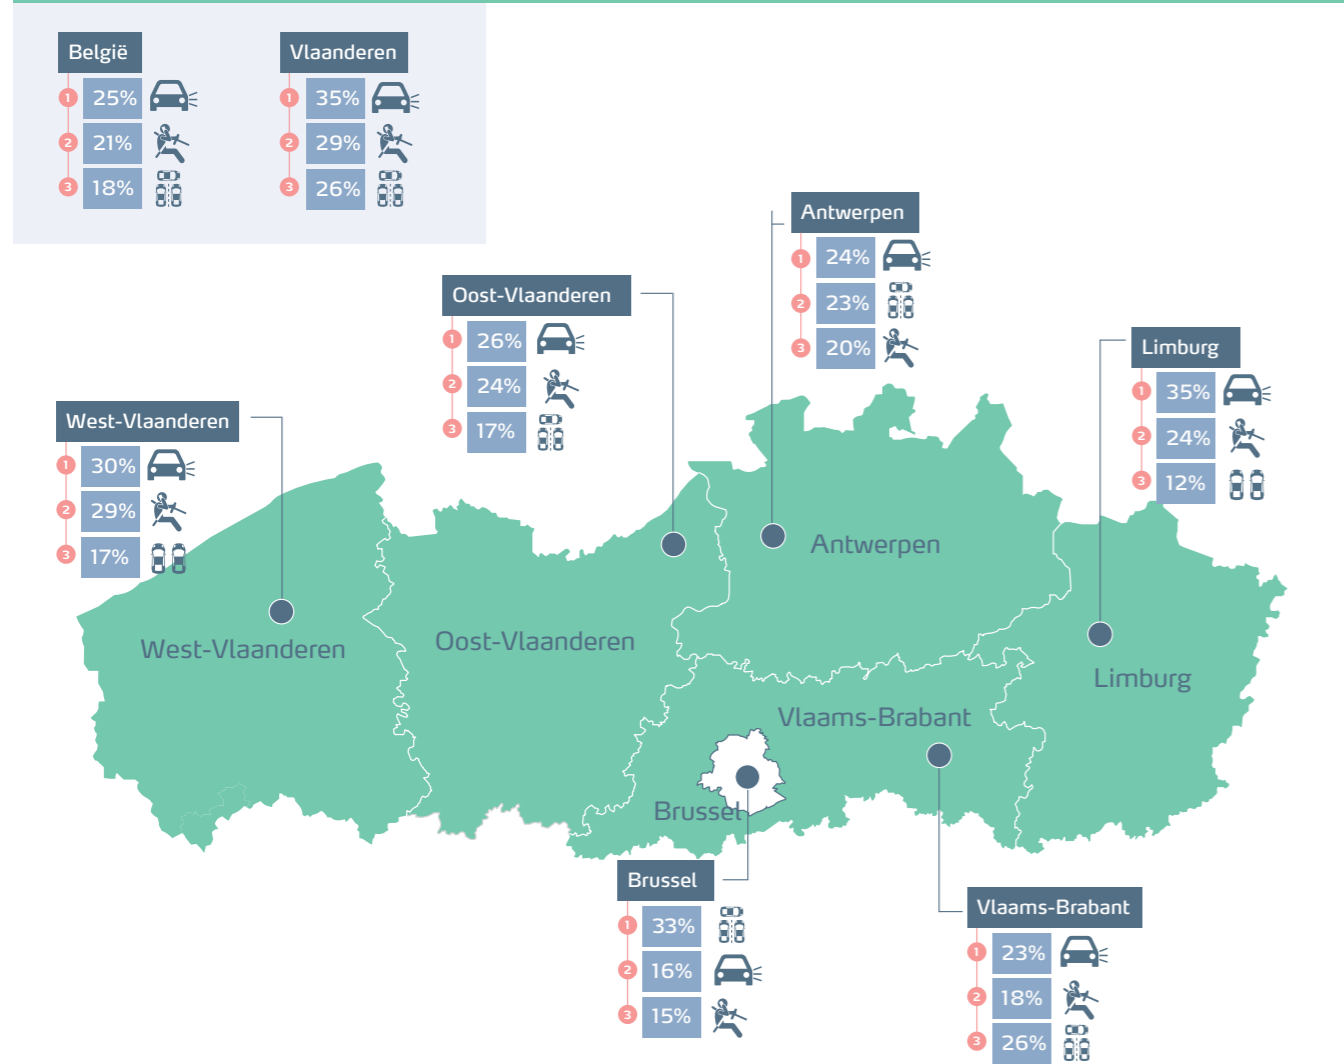 België
1 25%
2 21%
3 18%
Vlaanderen
1 35%
2 29%
3 26%
Antwerpen
1 24%
2 23%
3 20%
Oost-Vlaanderen
1 26%
2 24%
3 17%
Limburg
1 35%
2 24%
3 12%
West-Vlaanderen
1 30%
2 29%
3 17%
Antwerpen
West-Vlaanderen
Oost-Vlaanderen
Limburg
Vlaams-Brabant
Brussel
Brussel
1 33%
2 16%
3 15%
Vlaams-Brabant
1 23%
2 18%
3 26%